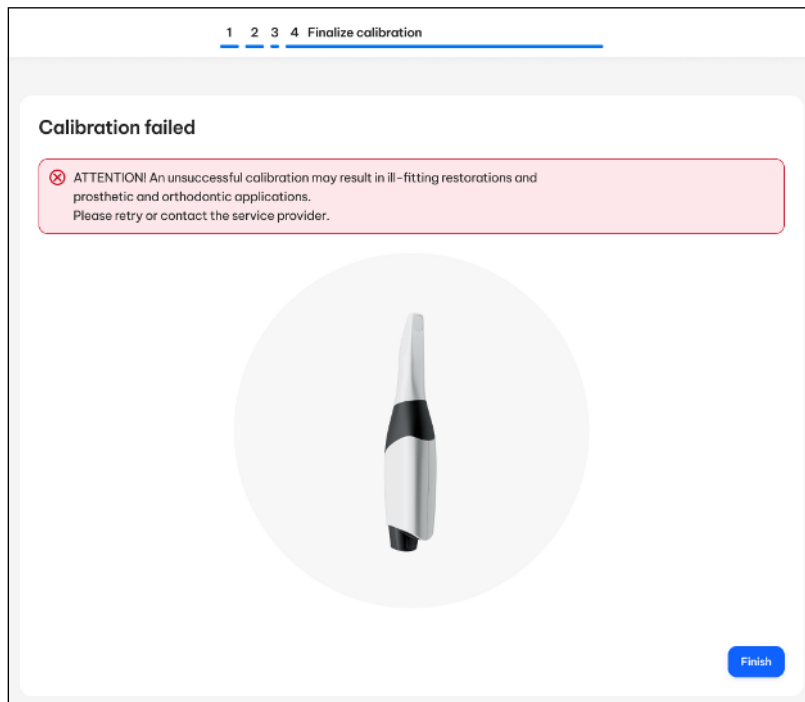 1 2 3 4 Finalize calibration
Calibration failed
ATTENTION! An unsuccessful calibration may result in ill-fitting restorations and
prosthetic and orthodontic applications.
Please retry or contact the service provider.
Finish